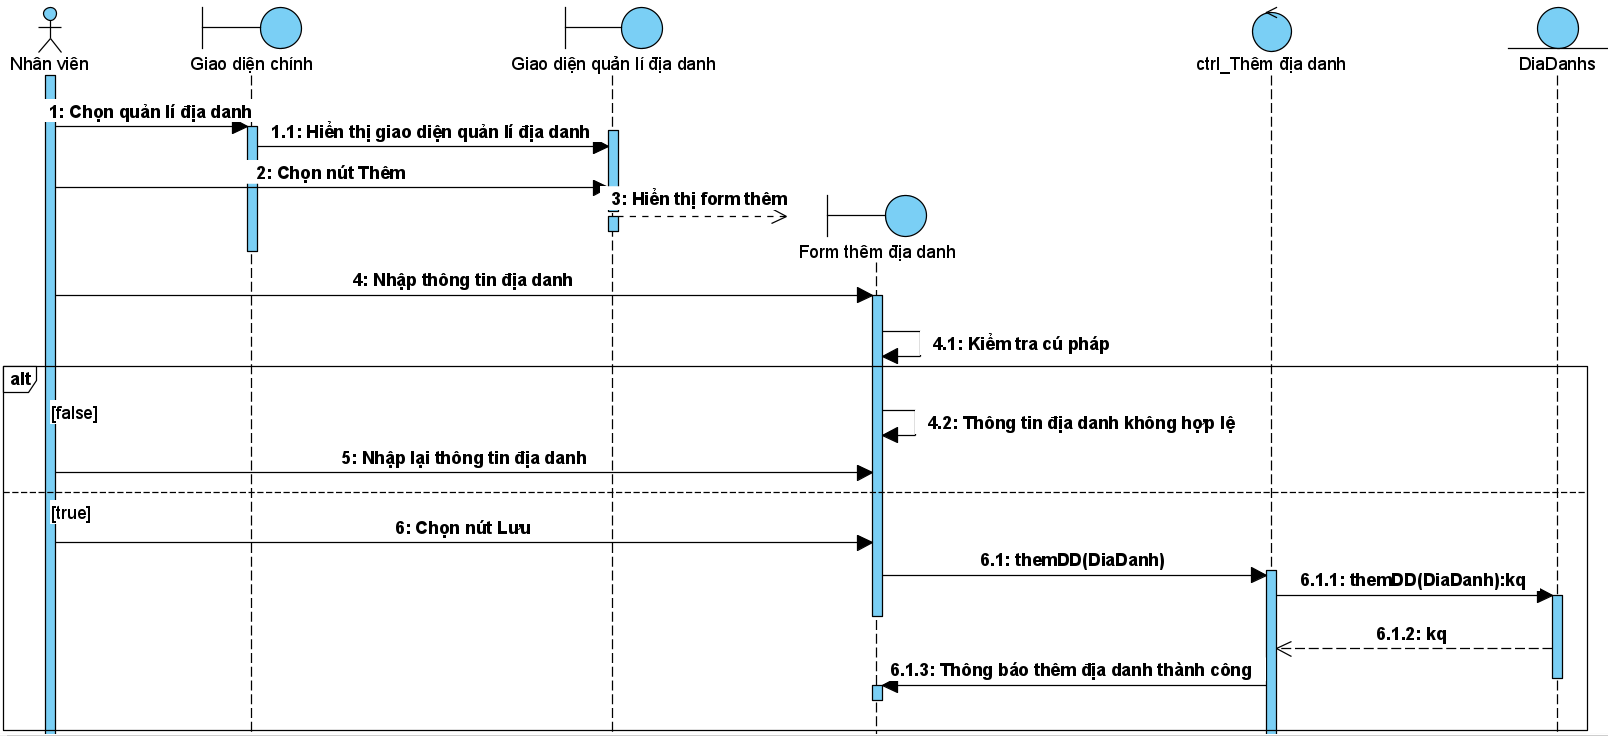 Nhân viên
Giao diện chính
Giao diện quản lí địa danh
ctrl_Thêm địa danh
DiaDanhs
1: Chọn quản lí địa danh
1.1: Hiển thị giao diện quản lí địa danh
2: Chọn nút Thêm
3: Hiển thị form thêm
Form thêm địa danh
4: Nhập thông tin địa danh
4.1: Kiểm tra cú pháp
alt
[false]
4.2: Thông tin địa danh không hợp lệ
5: Nhập lại thông tin địa danh
[true]
6: Chọn nút Lưu
6.1: themDD(DiaDanh)
6.1.1: themDD(DiaDanh):kq
6.1.2: kq
6.1.3: Thông báo thêm địa danh thành công